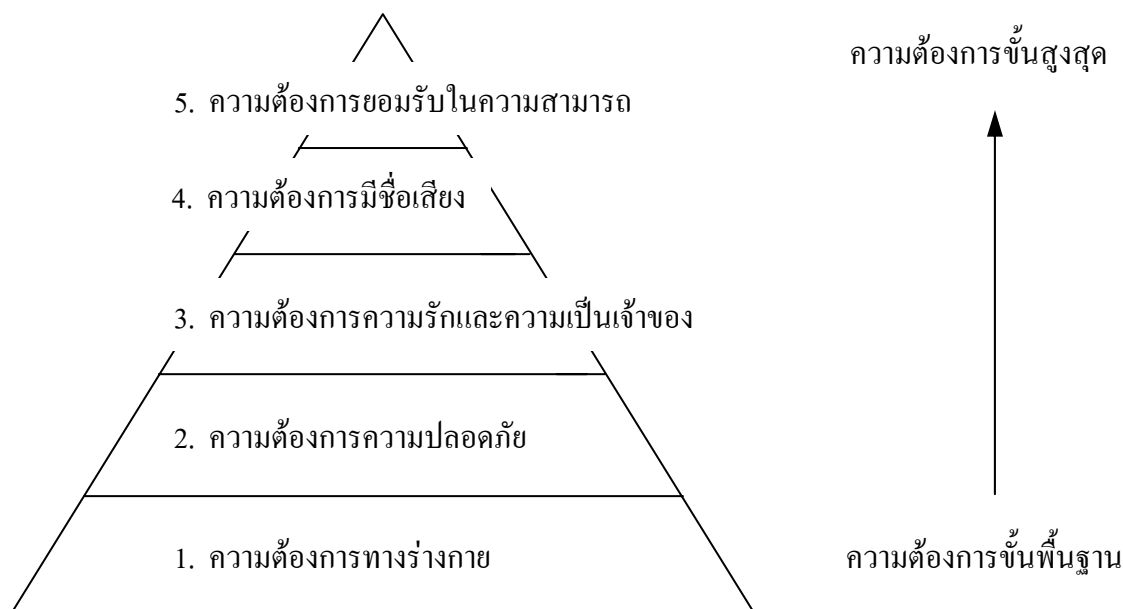 ความต้องการขั้นสูงสุด
5. ความต้องการยอมรับในความสามารถ
4. ความต้องการมีชื่อเสียง
3. ความต้องการความรักและความเป็นเจ้าของ
2. ความต้องการความปลอดภัย
1. ความต้องการทางร่างกาย
ความต้องการขั้นพื้นฐาน